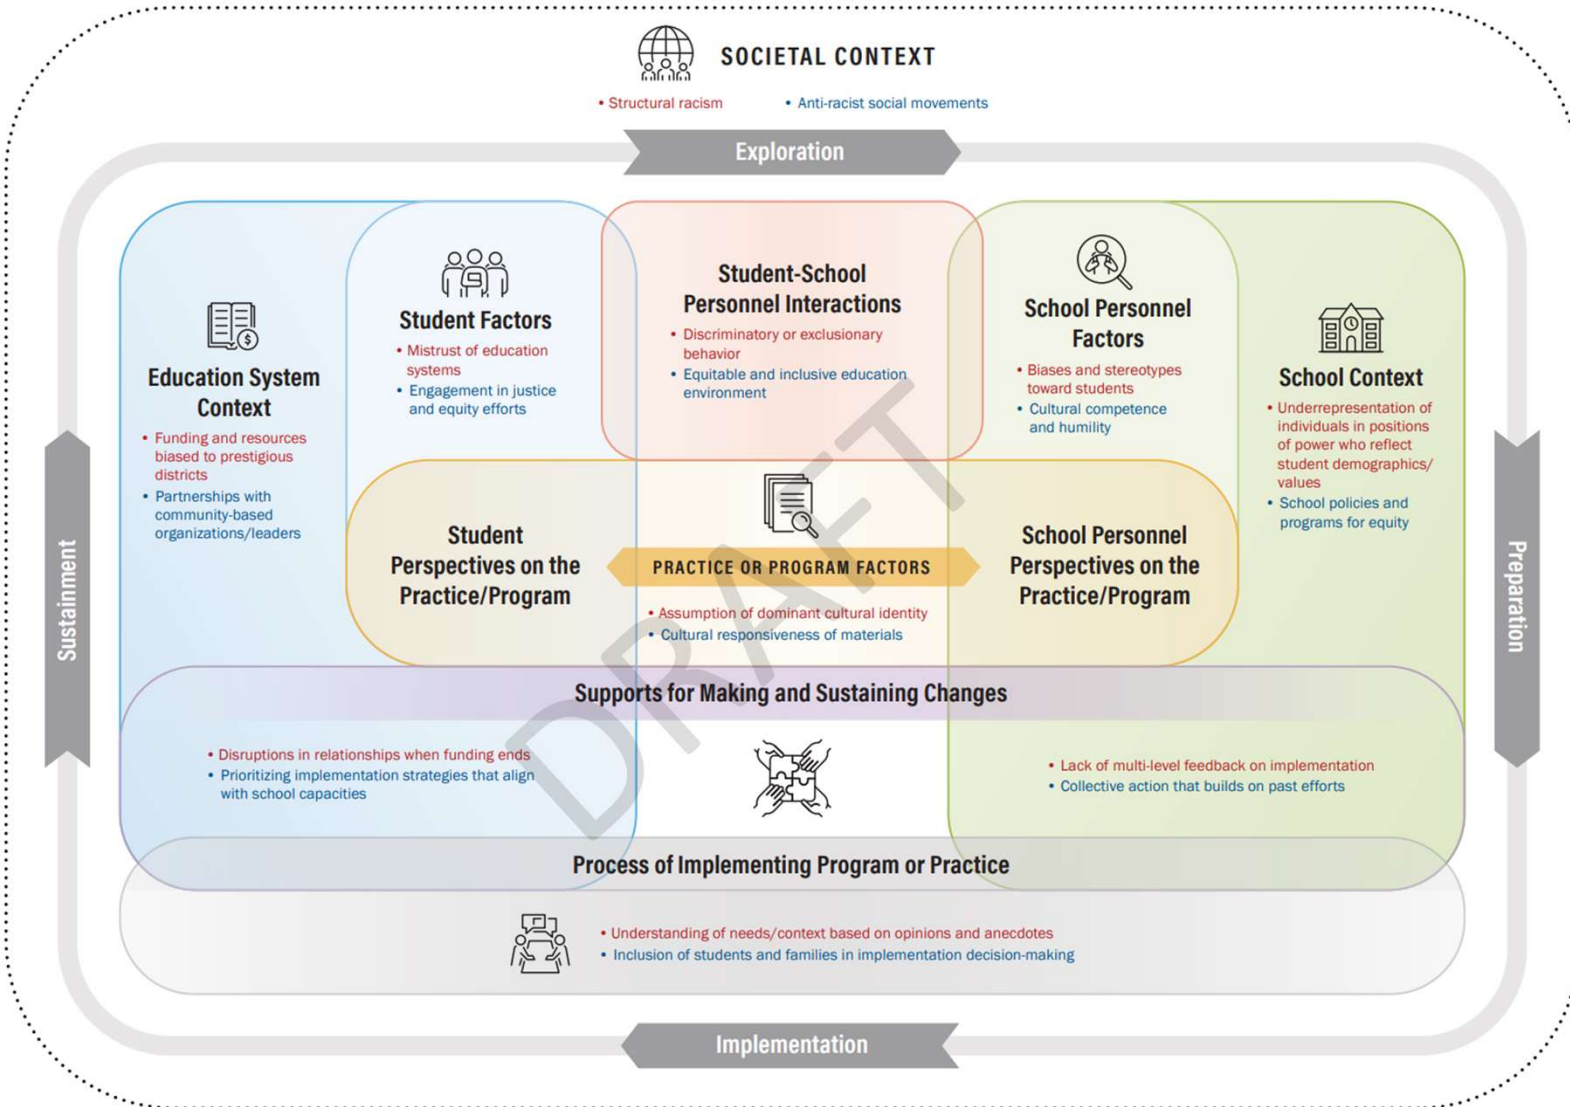 SOCIETAL CONTEXT
• Structural racism
• Anti-racist social movements
Exploration
Education System
Context
• Funding and resources
biased to prestigious
districts
• Partnerships with
community-based
organizations/leaders
Student Factors
• Mistrust of education
systems
• Engagement in justice
and equity efforts
Student-School
Personnel Interactions
• Discriminatory or exclusionary
behavior
• Equitable and inclusive education
environment
School Personnel
Factors
• Biases and stereotypes
toward students
• Cultural competence
and humility
School Context
• Underrepresentation of
individuals in positions
of power who reflect
student demographics/
values
• School policies and
programs for equity
Student
Perspectives on the
Practice/Program
PRACTICE OR PROGRAM FACTORS
• Assumption of dominant cultural identity
• Cultural responsiveness of materials
School Personnel
Perspectives on the
Practice/Program
Sustainment
Preparation
DRAFT
Supports for Making and Sustaining Changes
• Disruptions in relationships when funding ends
• Prioritizing implementation strategies that align
with school capacities
• Lack of multi-level feedback on implementation
• Collective action that builds on past efforts
Process of Implementing Program or Practice
• Understanding of needs/context based on opinions and anecdotes
• Inclusion of students and families in implementation decision-making
Implementation